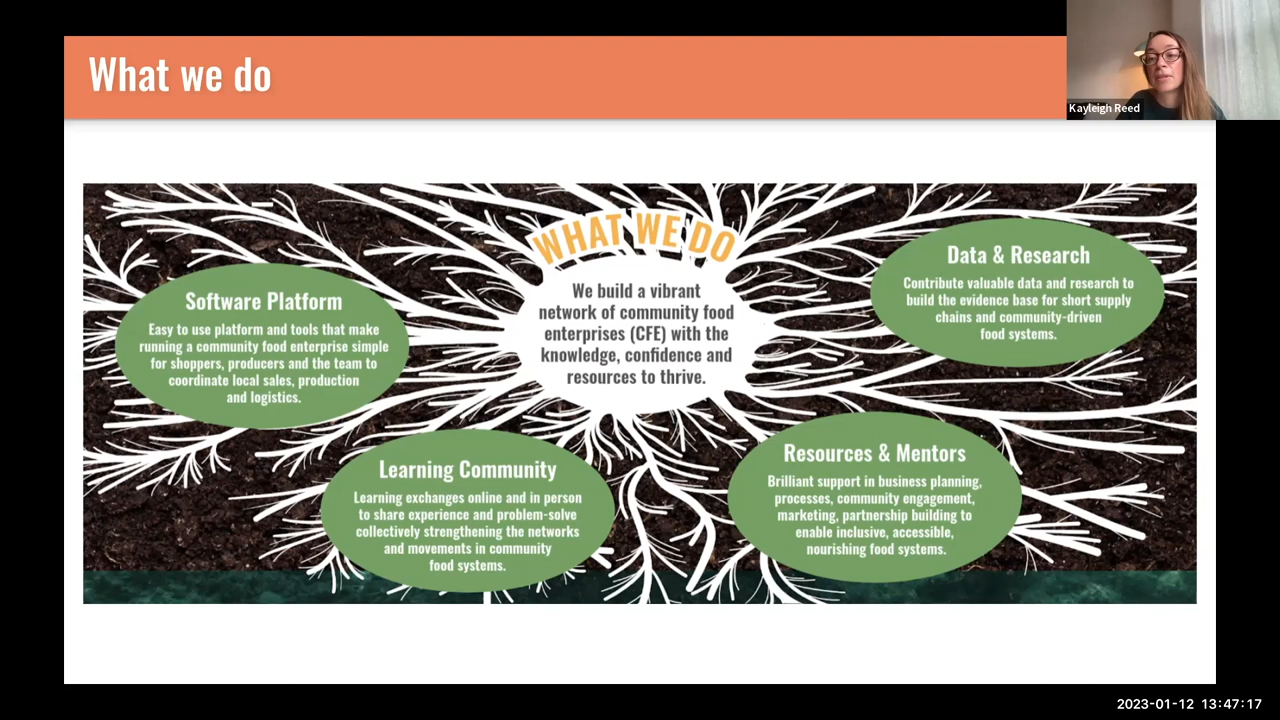 What we do
Kayleigh Reed
WHAT WE DO
We build a vibrant
network of community food
enterprises (CFE) with the
knowledge, confidence and
resources to thrive.
Software Platform
Easy to use platform and tools that make
running a community food enterprise simple
for shoppers, producers and the team to
coordinate local sales, production
and logistics.
Data & Research
Contribute valuable data and research to
build the evidence base for short supply
chains and community-driven
food systems.
Learning Community
Learning exchanges online and in person
to share experience and problem-solve
collectively strengthening the networks
and movements in community
food systems.
Resources & Mentors
Brilliant support in business planning,
processes, community engagement,
marketing, partnership building to
enable inclusive, accessible,
nourishing food systems.
2023-01-12 13:47:17